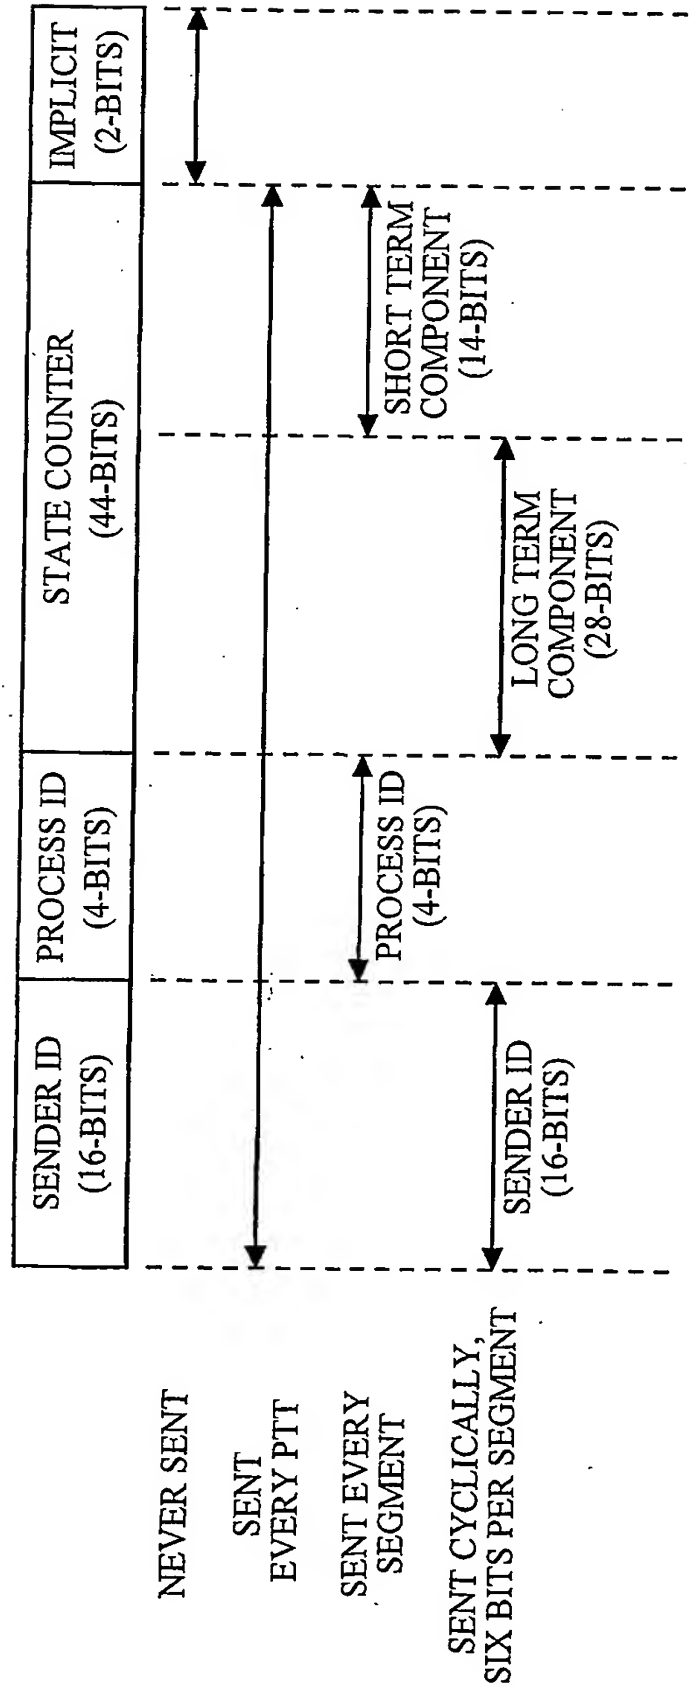 SENDER ID
(16-BITS)
PROCESS ID
(4-BITS)
STATE COUNTER
(44-BITS)
IMPLICIT
(2-BITS)
NEVER SENT
SENT
EVERY PTT
SENT EVERY
SEGMENT
PROCESS ID
(4-BITS)
SHORT TERM
COMPONENT
(14-BITS)
SENT CYCLICALLY,
SIX BITS PER SEGMENT
SENDER ID
(16-BITS)
LONG TERM
COMPONENT
(28-BITS)